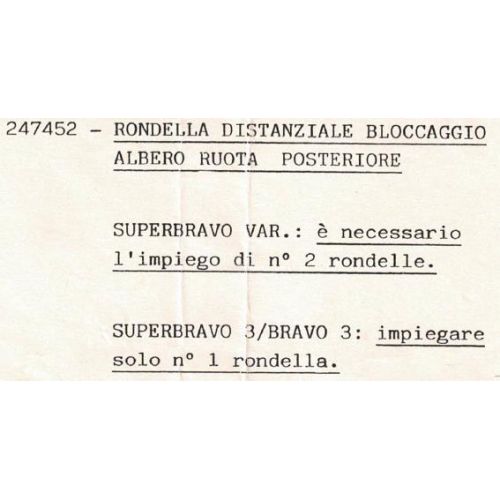 247452 - RONDELLA DISTANZIALE BLOCCAGGIO
ALBERO RUOTA POSTERIORE
SUPERBRAVO VAR.: è necessario
l'impiego di n° 2 rondelle.
SUPERBRAVO 3/BRAVO 3: impiegare
solo n° 1 rondella.